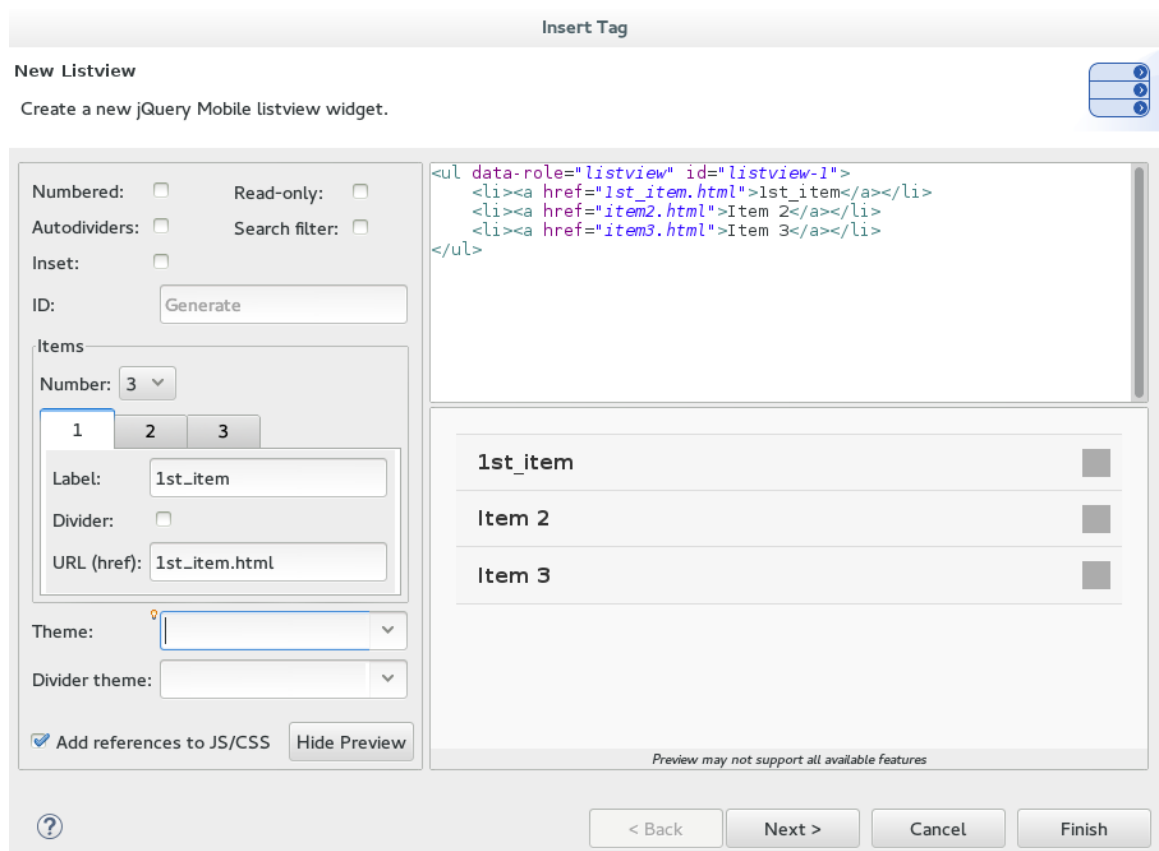 Insert Tag
New Listview
Create a new jQuery Mobile listview widget.
Numbered:
Read-only:
Autodividers:
Search filter:
Inset:
ID:
Generate
Items
Number:
3
1
2
3
Label:
1st_item
Divider:
URL (href):
1st_item.html
Theme:
Divider theme:
Add references to JS/CSS
Hide Preview
<ul data-role="listview" id="listview-1">
    <li><a href="1st_item.html">1st_item</a></li>
    <li><a href="item2.html">Item 2</a></li>
    <li><a href="item3.html">Item 3</a></li>
</ul>
1st_item
Item 2
Item 3
Preview may not support all available features
?
< Back
Next >
Cancel
Finish